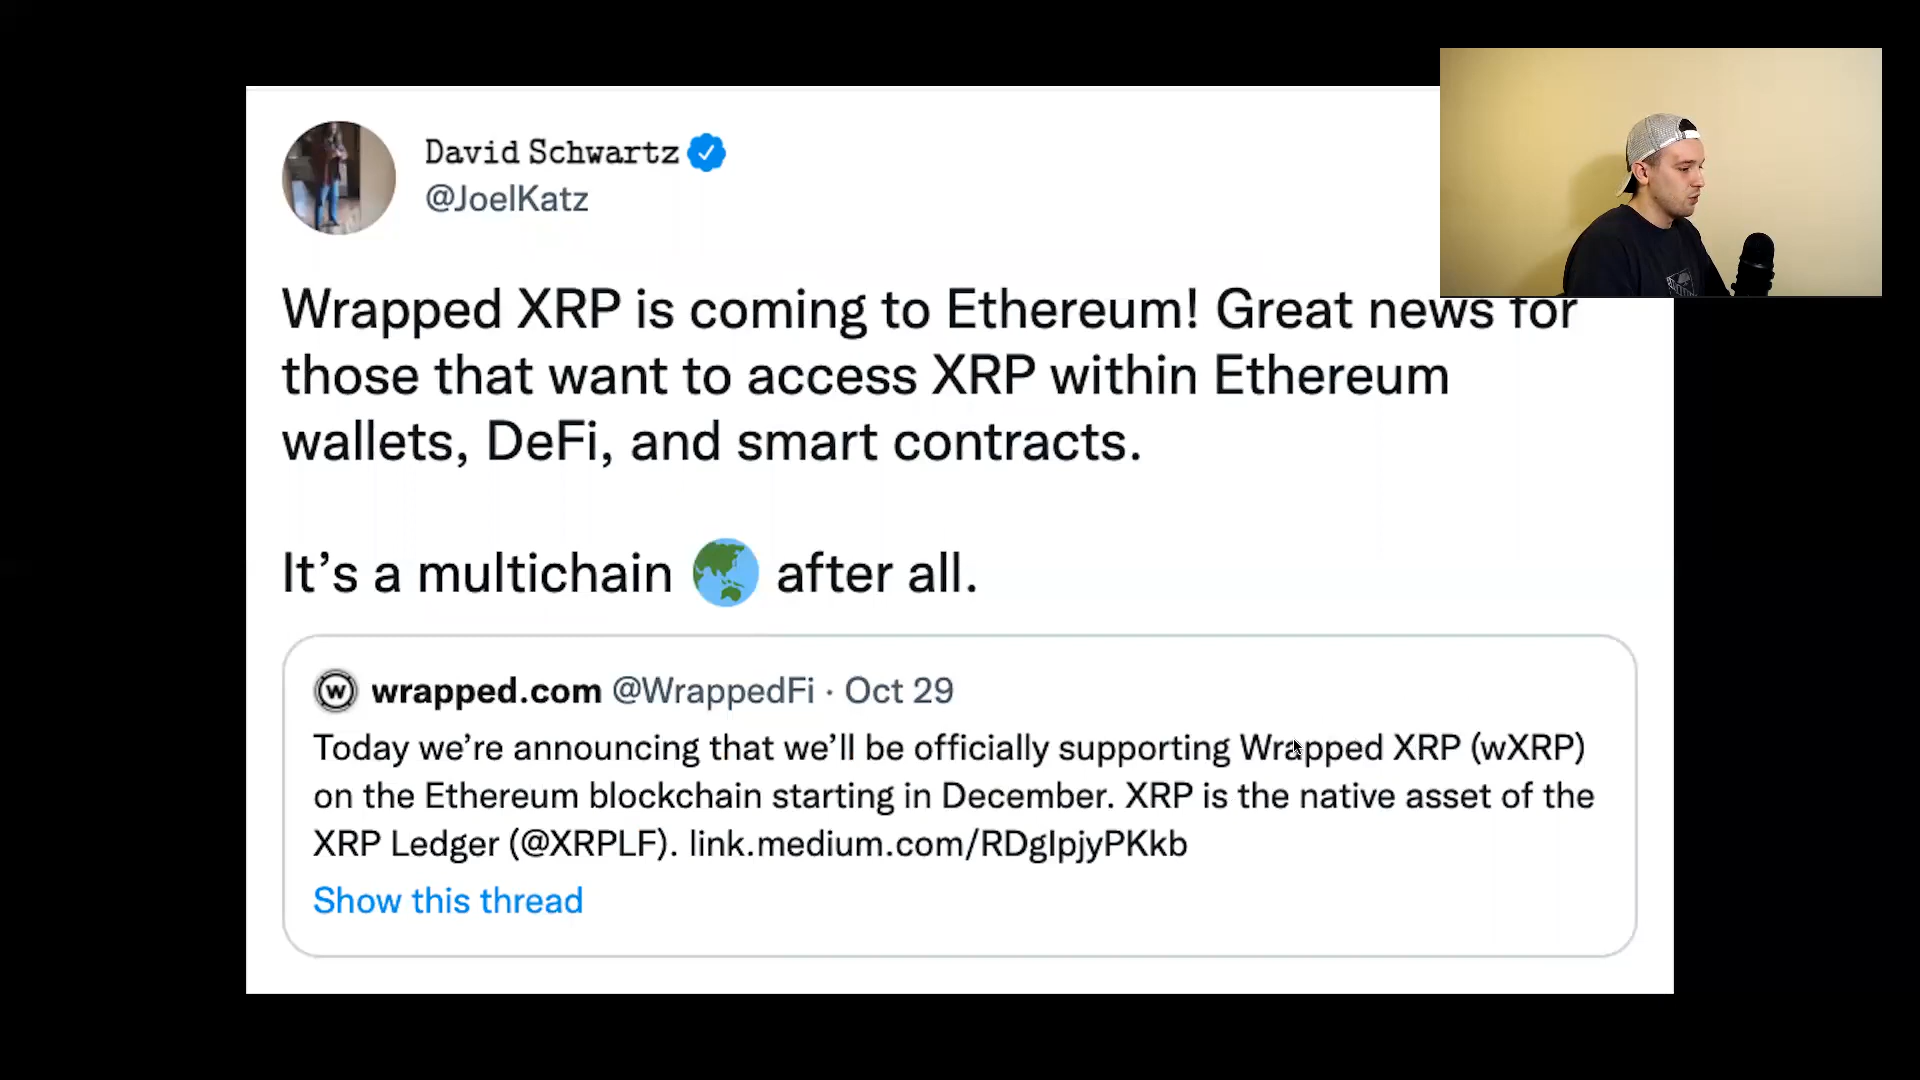 David Schwartz
@JoelKatz
Wrapped XRP is coming to Ethereum! Great news for
those that want to access XRP within Ethereum
wallets, DeFi, and smart contracts.
It’s a multichain 🌏 after all.
wrapped.com @WrappedFi · Oct 29
Today we’re announcing that we’ll be officially supporting Wrapped XRP (wXRP)
on the Ethereum blockchain starting in December. XRP is the native asset of the
XRP Ledger (@XRPLF). link.medium.com/RDgIpjyPKkb
Show this thread